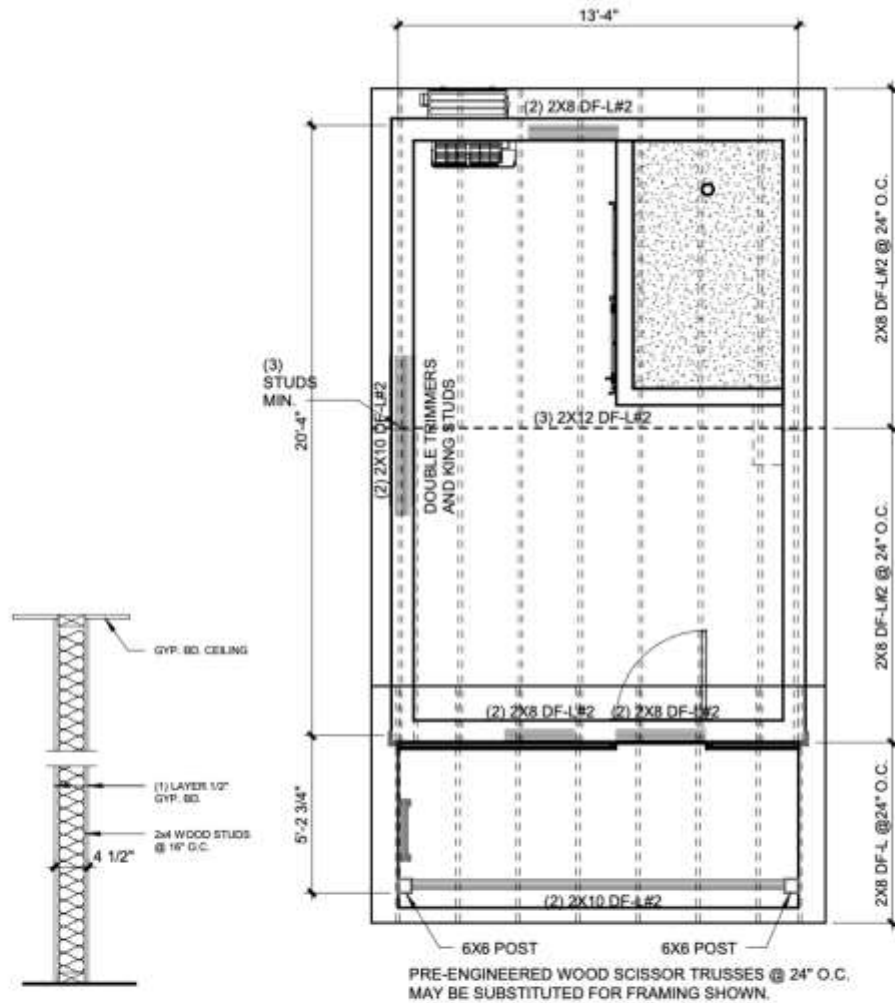 13'-4"
(2) 2X8 DF-L#2
2X8 DF-L#2 @ 24" O.C.
(3)
STUDS
MIN.
20'-4"
(2) 2X10 DF-L#2
DOUBLE TRIMMERS
AND KING STUDS
(3) 2X12 DF-L#2
2X8 DF-L#2 @ 24" O.C.
GYP. BD. CEILING
(2) 2X8 DF-L#2
(2) 2X8 DF-L#2
(1) LAYER 1/2"
GYP. BD.
2x4 WOOD STUDS
@ 16" O.C.
4 1/2"
5'-2 3/4"
2X8 DF-L @24" O.C.
(2) 2X10 DF-L#2
6X6 POST
6X6 POST
PRE-ENGINEERED WOOD SCISSOR TRUSSES @ 24" O.C.
MAY BE SUBSTITUTED FOR FRAMING SHOWN.